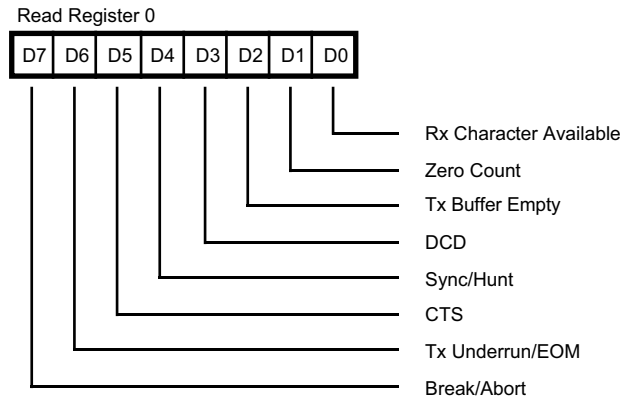 Read Register 0
D7 D6 D5 D4 D3 D2 D1 D0
Rx Character Available
Zero Count
Tx Buffer Empty
DCD
Sync/Hunt
CTS
Tx Underrun/EOM
Break/Abort